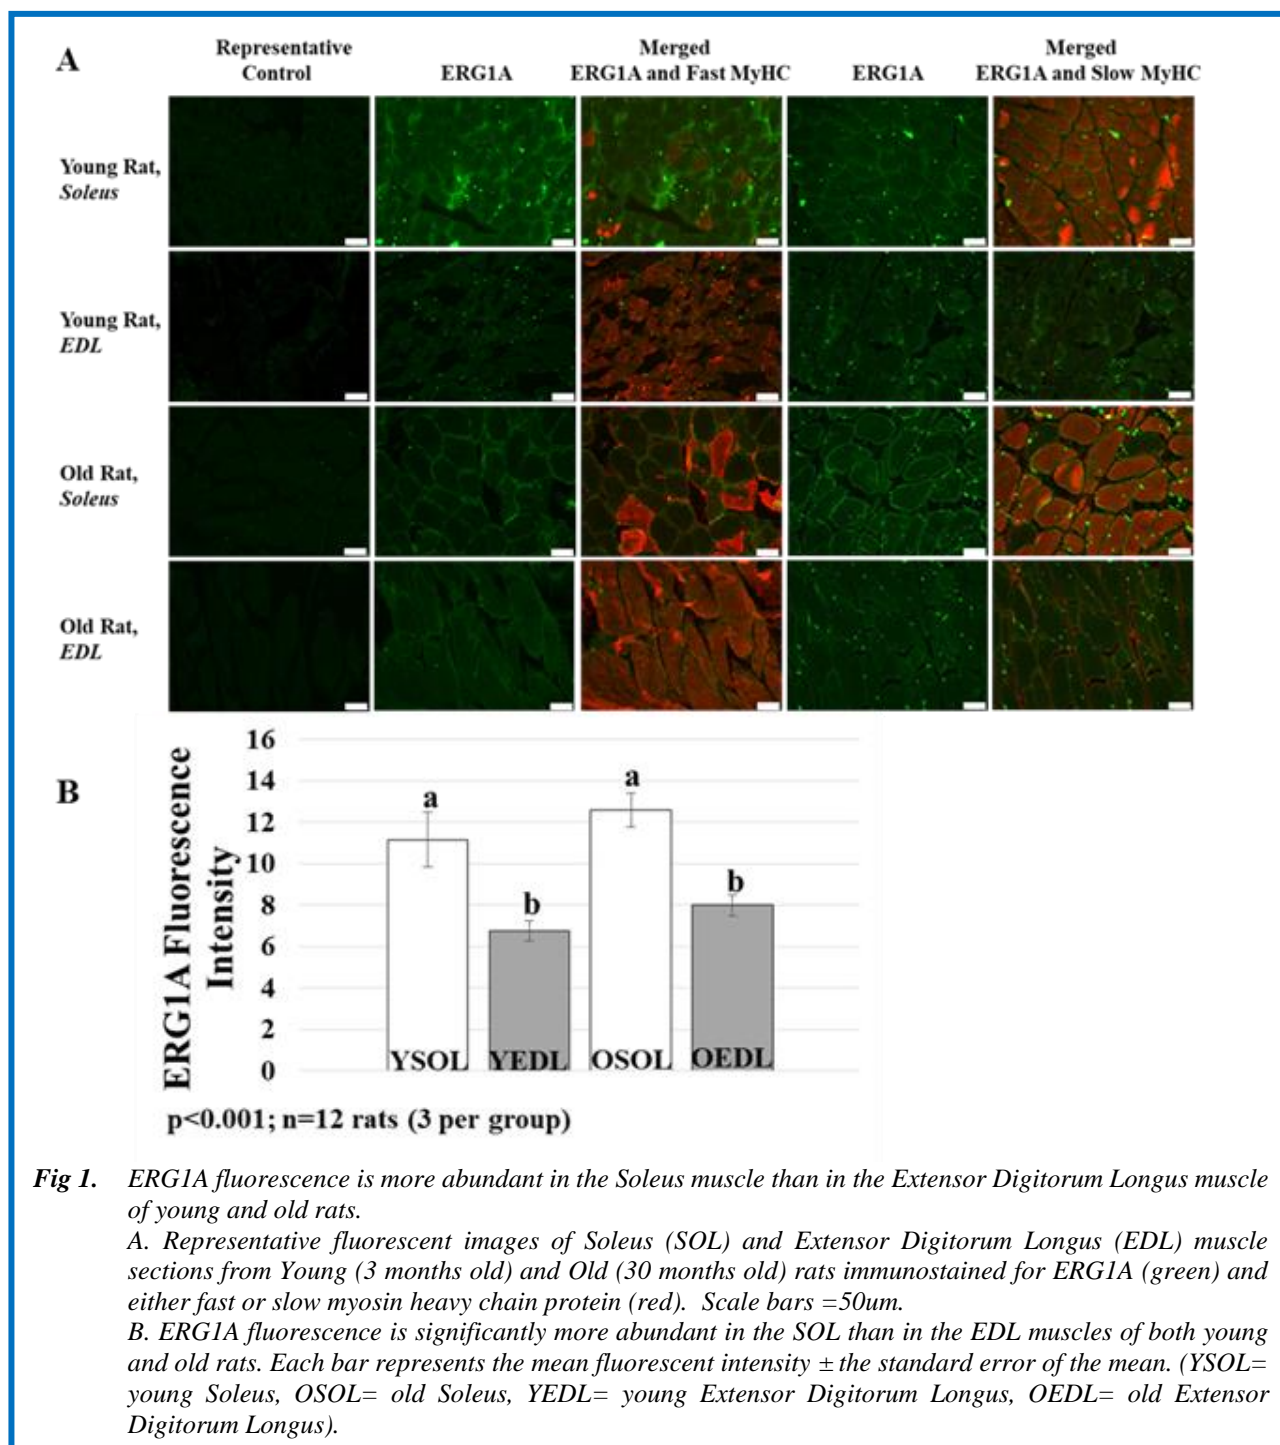 A
Representative
Control
ERG1A
Merged
ERG1A and Fast MyHC
ERG1A
Merged
ERG1A and Slow MyHC
Young Rat,
Soleus
Young Rat,
EDL
Old Rat,
Soleus
Old Rat,
EDL
B
ERG1A Fluorescence
Intensity
16
14
12
10
8
6
4
2
0
a
b
a
b
YSOL
YEDL
OSOL
OEDL
p<0.001; n=12 rats (3 per group)
Fig 1. ERG1A fluorescence is more abundant in the Soleus muscle than in the Extensor Digitorum Longus muscle
of young and old rats.
A. Representative fluorescent images of Soleus (SOL) and Extensor Digitorum Longus (EDL) muscle
sections from Young (3 months old) and Old (30 months old) rats immunostained for ERG1A (green) and
either fast or slow myosin heavy chain protein (red). Scale bars =50um.
B. ERG1A fluorescence is significantly more abundant in the SOL than in the EDL muscles of both young
and old rats. Each bar represents the mean fluorescent intensity ± the standard error of the mean. (YSOL=
young Soleus, OSOL= old Soleus, YEDL= young Extensor Digitorum Longus, OEDL= old Extensor
Digitorum Longus).